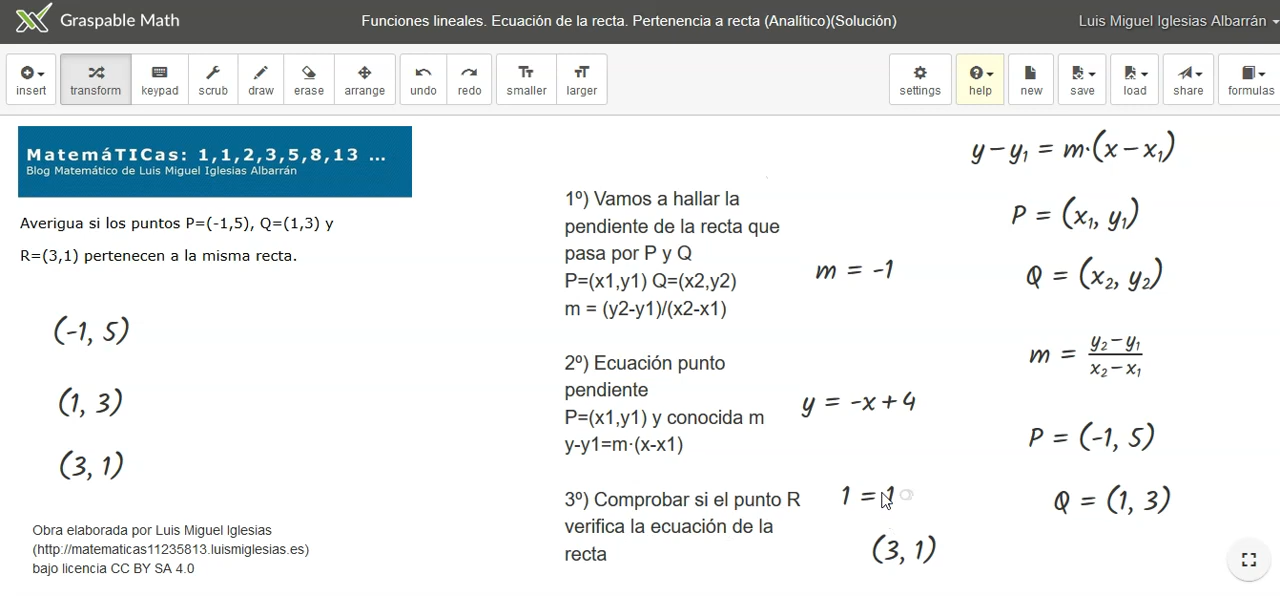 Graspable Math
Funciones lineales. Ecuación de la recta. Pertenencia a recta (Analítico)(Solución)
Luis Miguel Iglesias Albarrán
insert transform keypad scrub draw erase arrange undo redo smaller larger settings help new save load share formulas
MatemáTICas: 1,1,2,3,5,8,13 ...
Blog Matemático de Luis Miguel Iglesias Albarrán
Averigua si los puntos P=(-1,5), Q=(1,3) y
R=(3,1) pertenecen a la misma recta.
(-1, 5)
(1, 3)
(3, 1)
Obra elaborada por Luis Miguel Iglesias
(http://matematicas11235813.luismiglesias.es)
bajo licencia CC BY SA 4.0
1º) Vamos a hallar la
pendiente de la recta que
pasa por P y Q
P=(x1,y1) Q=(x2,y2)
m = (y2-y1)/(x2-x1)
m = -1
2º) Ecuación punto
pendiente
P=(x1,y1) y conocida m
y-y1=m·(x-x1)
y = -x+4
3º) Comprobar si el punto R
verifica la ecuación de la
recta
1 = 1
(3, 1)
y-y₁ = m·(x-x₁)
P = (x₁, y₁)
Q = (x₂, y₂)
m = (y₂-y₁)/(x₂-x₁)
P = (-1, 5)
Q = (1, 3)